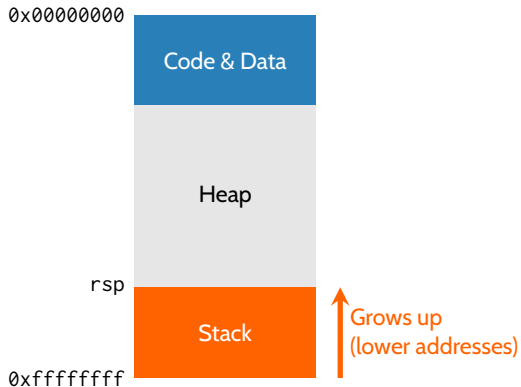 0x00000000
Code & Data
Heap
rsp
Stack
Grows up
(lower addresses)
0xffffffff